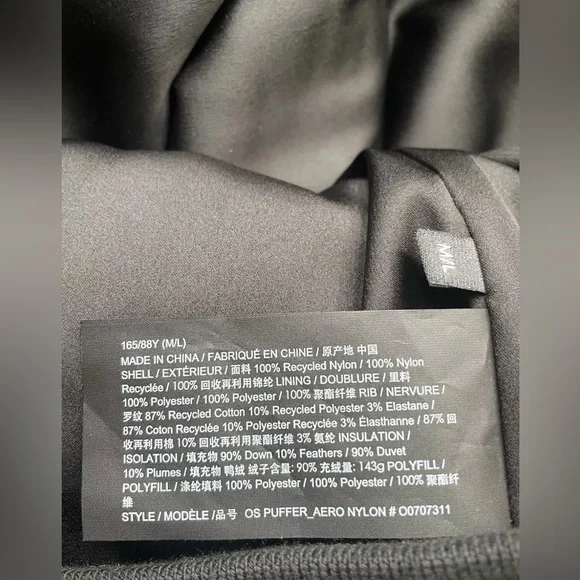 M/L
165/88Y (M/L)
MADE IN CHINA / FABRIQUÉ EN CHINE / 原产地 中国
SHELL / EXTÉRIEUR / 面料 100% Recycled Nylon / 100% Nylon
Recyclée / 100% 回收再利用锦纶 LINING / DOUBLURE / 里料
100% Polyester / 100% Polyester / 100% 聚酯纤维 RIB / NERVURE /
罗纹 87% Recycled Cotton 10% Recycled Polyester 3% Elastane /
87% Coton Recyclé 10% Polyester Recyclé 3% Élasthanne / 87% 回
收再利用棉 10% 回收再利用聚酯纤维 3% 氨纶 INSULATION /
ISOLATION / 填充物 90% Down 10% Feathers / 90% Duvet
10% Plumes / 填充物 鸭绒 绒子含量: 90% 充绒量: 143g POLYFILL /
POLYFILL / 涤纶填料 100% Polyester / 100% Polyester / 100% 聚酯纤
维
STYLE / MODÈLE /品号 OS PUFFER_AERO NYLON # O0707311